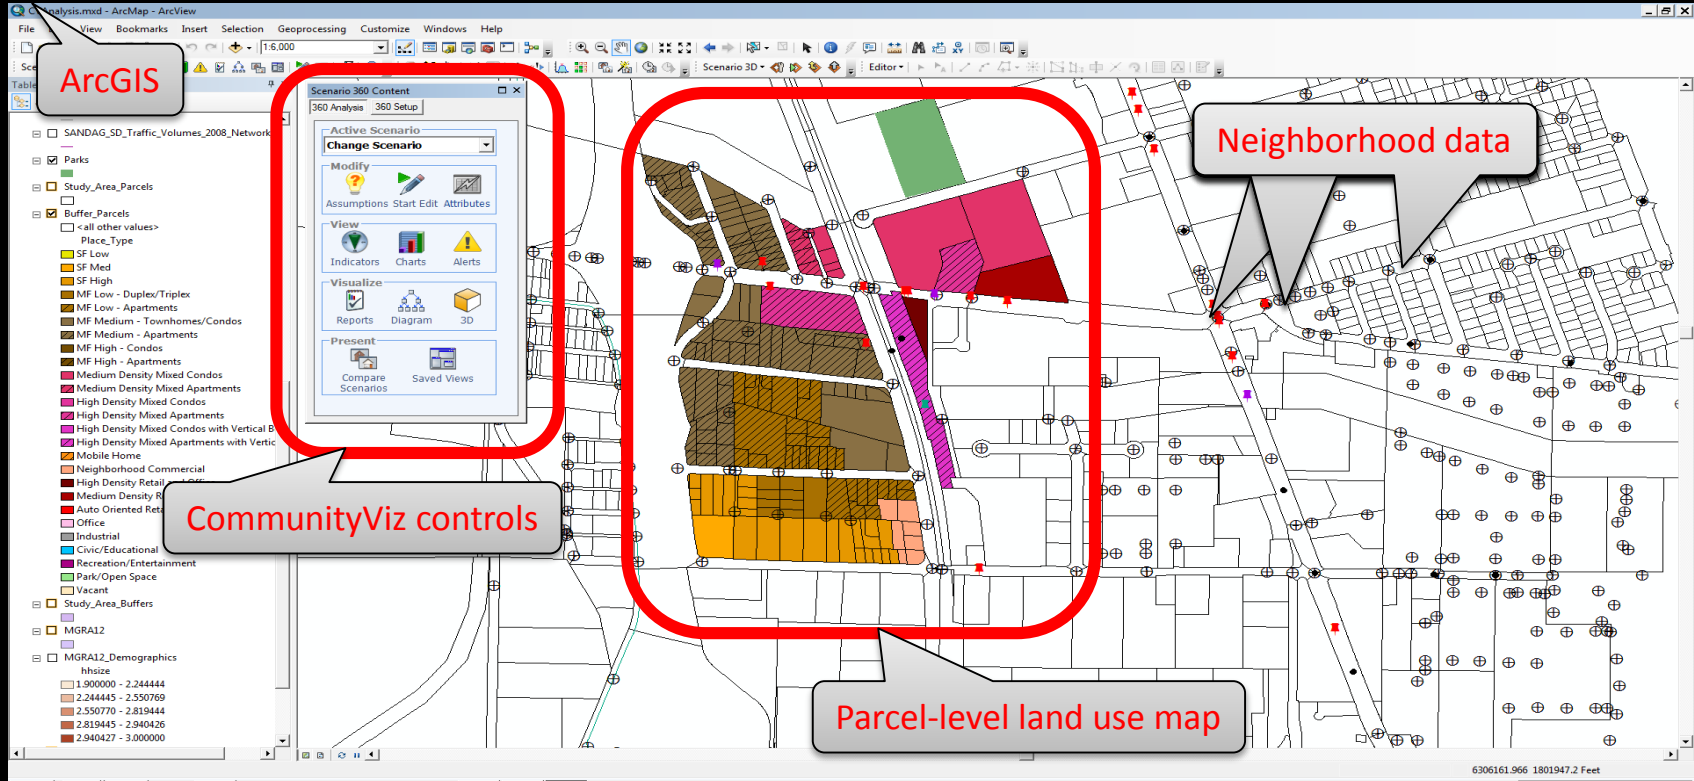 Analysis.mxd - ArcMap - ArcView
File View Bookmarks Insert Selection Geoprocessing Customize Windows Help
1:6,000
Scenario 3D
Editor
ArcGIS
SANDAG_SD_Traffic_Volumes_2008_Network
Parks
Study_Area_Parcels
Buffer_Parcels
<all other values>
Place_Type
SF Low
SF Med
SF High
MF Low - Duplex/Triplex
MF Low - Apartments
MF Medium - Townhomes/Condos
MF Medium - Apartments
MF High - Condos
MF High - Apartments
Medium Density Mixed Condos
Medium Density Mixed Apartments
High Density Mixed Condos
High Density Mixed Apartments
High Density Mixed Condos with Vertical B
High Density Mixed Apartments with Vertic
Mobile Home
Neighborhood Commercial
High Density Retail
Medium Density R
Auto Oriented Reta
Office
Industrial
Civic/Educational
Recreation/Entertainment
Park/Open Space
Vacant
Study_Area_Buffers
MGRA12
MGRA12_Demographics
hhsize
1.900000 - 2.244444
2.244445 - 2.550769
2.550770 - 2.819444
2.819445 - 2.940426
2.940427 - 3.000000
Scenario 360 Content
360 Analysis 360 Setup
Active Scenario
Change Scenario
Modify
Assumptions Start Edit Attributes
View
Indicators Charts Alerts
Visualize
Reports Diagram 3D
Present
Compare Scenarios
Saved Views
CommunityViz controls
Neighborhood data
Parcel-level land use map
6306161.966 1801947.2 Feet